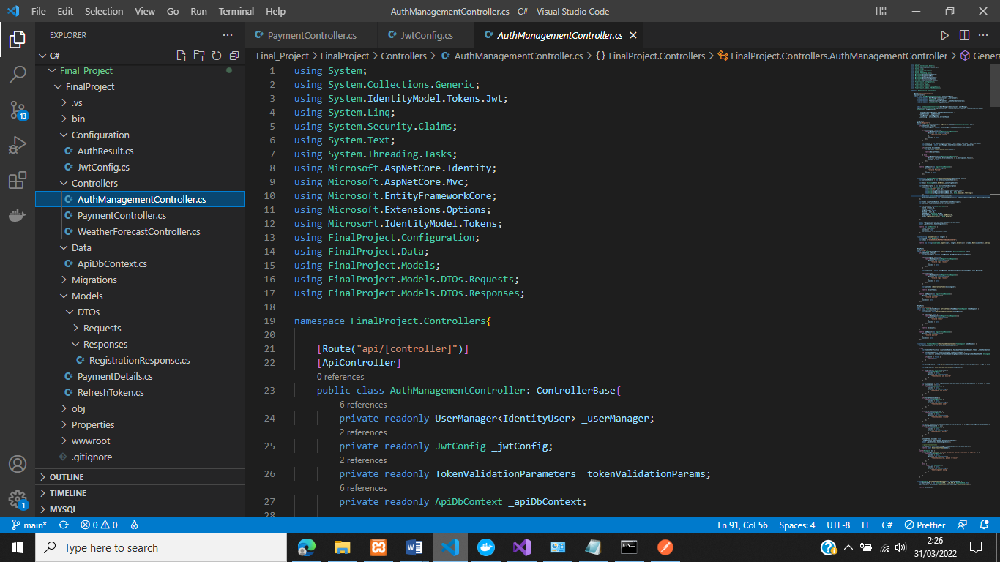 File Edit Selection View Go Run Terminal Help
AuthManagementController.cs - C# - Visual Studio Code
EXPLORER
C#
Final_Project
FinalProject
.vs
bin
Configuration
AuthResult.cs
JwtConfig.cs
Controllers
AuthManagementController.cs
PaymentController.cs
WeatherForecastController.cs
Data
ApiDbContext.cs
Migrations
Models
DTOs
Requests
Responses
RegistrationResponse.cs
PaymentDetails.cs
RefreshToken.cs
obj
Properties
wwwroot
.gitignore
OUTLINE
TIMELINE
MYSQL
13
1
PaymentController.cs JwtConfig.cs AuthManagementController.cs
Final_Project > FinalProject > Controllers > AuthManagementController.cs > {} FinalProject.Controllers > FinalProject.Controllers.AuthManagementController > Genera
1 using System;
2 using System.Collections.Generic;
3 using System.IdentityModel.Tokens.Jwt;
4 using System.Linq;
5 using System.Security.Claims;
6 using System.Text;
7 using System.Threading.Tasks;
8 using Microsoft.AspNetCore.Identity;
9 using Microsoft.AspNetCore.Mvc;
10 using Microsoft.EntityFrameworkCore;
11 using Microsoft.Extensions.Options;
12 using Microsoft.IdentityModel.Tokens;
13 using FinalProject.Configuration;
14 using FinalProject.Data;
15 using FinalProject.Models;
16 using FinalProject.Models.DTOs.Requests;
17 using FinalProject.Models.DTOs.Responses;
18
19 namespace FinalProject.Controllers{
20
21 [Route("api/[controller]")]
22 [ApiController]
0 references
23 public class AuthManagementController: ControllerBase{
6 references
24 private readonly UserManager<IdentityUser> _userManager;
2 references
25 private readonly JwtConfig _jwtConfig;
2 references
26 private readonly TokenValidationParameters _tokenValidationParams;
6 references
27 private readonly ApiDbContext _apiDbContext;
28
main* 0 0 Ln 91, Col 56 Spaces: 4 UTF-8 LF C# Prettier
Type here to search
2:26
31/03/2022